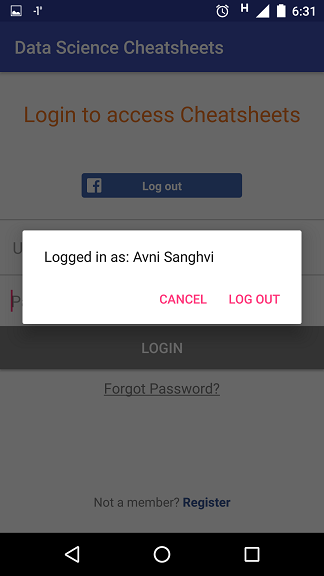 -1°
H
6:31
Data Science Cheatsheets
Login to access Cheatsheets
Log out
U
Logged in as: Avni Sanghvi
P
CANCEL
LOG OUT
LOGIN
Forgot Password?
Not a member? Register